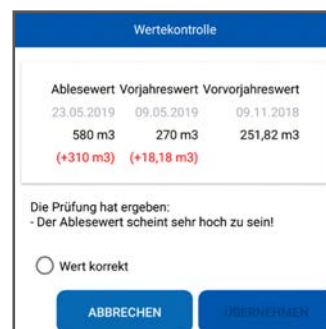 Wertekontrolle
Ablesewert Vorjahreswert Vorvorjahreswert
23.05.2019 09.05.2019 09.11.2018
580 m3 270 m3 251,82 m3
(+310 m3) (+18,18 m3)
Die Prüfung hat ergeben:
- Der Ablesewert scheint sehr hoch zu sein!
Wert korrekt
ABBRECHEN ÜBERNEHMEN